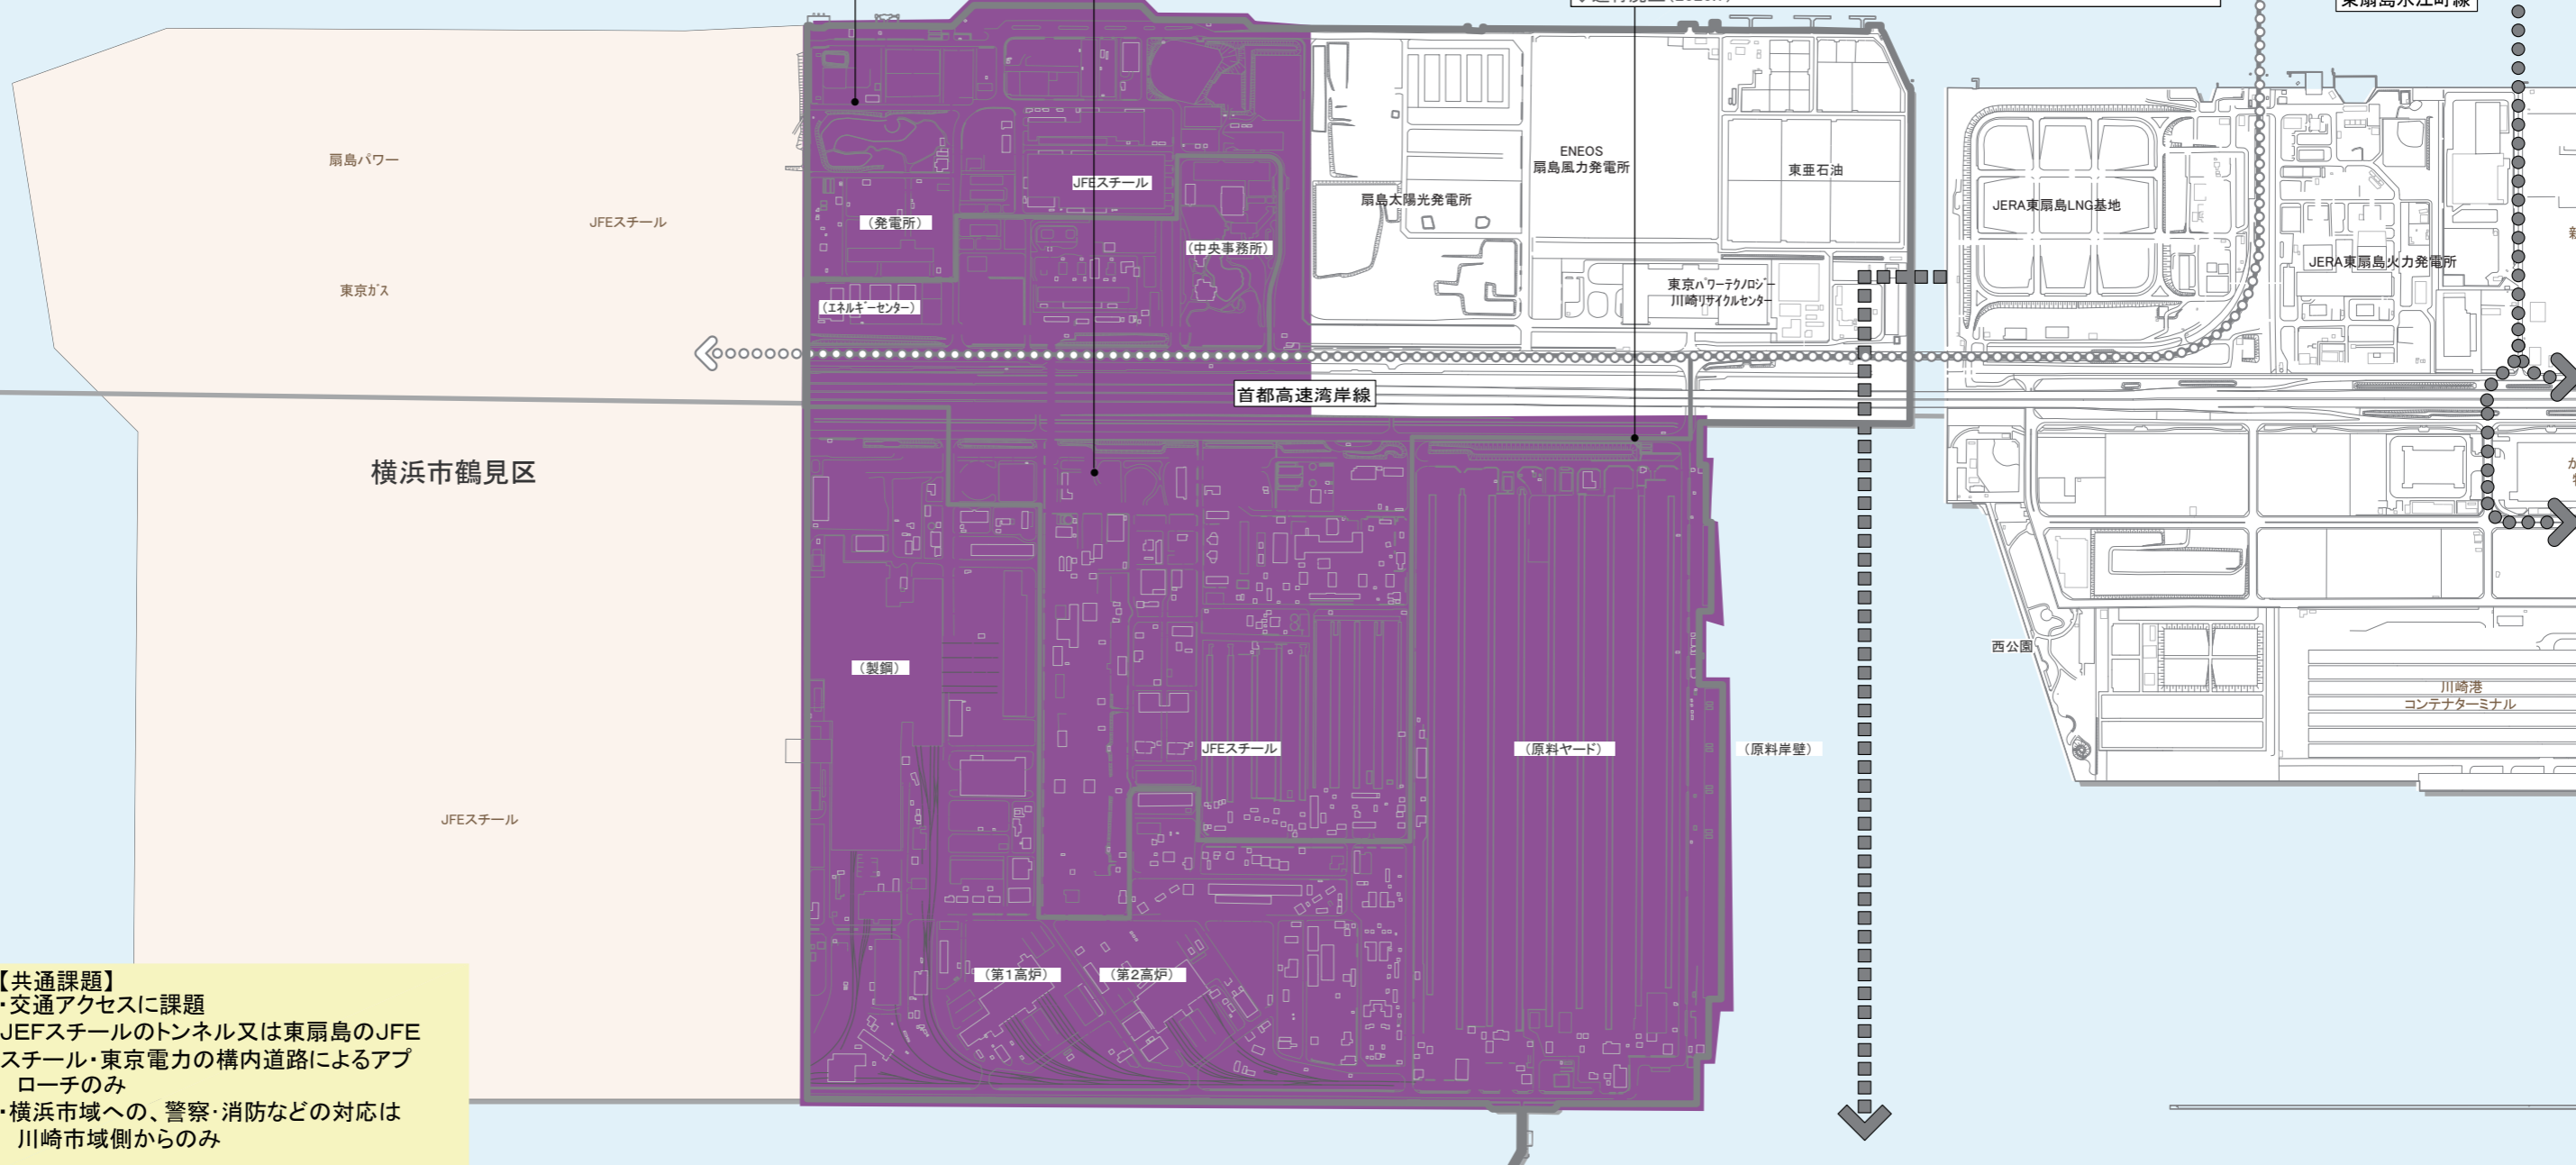 首都高速湾岸線
扇島パワー
JFEスチール
東京ガス
横浜市鶴見区
JFEスチール
JFEスチール
（発電所）
（中央事務所）
（エネルギーセンター）
扇島太陽光発電所
ENEOS
扇島風力発電所
東亜石油
東京パワーテクノロジー
川崎リサイクルセンター
JERA東扇島LNG基地
JERA東扇島火力発電所
（製鋼）
JFEスチール
（原料ヤード）
（原料岸壁）
西公園
川崎港
コンテナターミナル
（第1高炉）
（第2高炉）
【共通課題】
・交通アクセスに課題
JEFスチールのトンネル又は東扇島のJFE
スチール・東京電力の構内道路によるアプ
ローチのみ
・横浜市域への、警察・消防などの対応は
川崎市域側からのみ